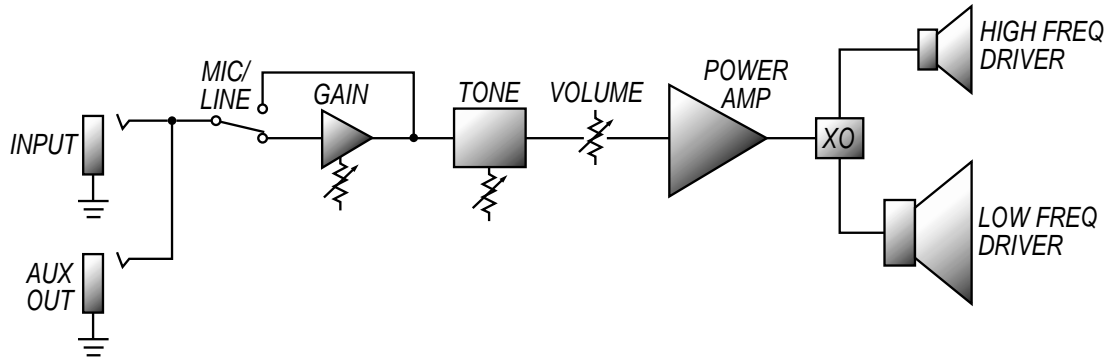 INPUT
AUX
OUT
MIC/
LINE
GAIN
TONE
VOLUME
POWER
AMP
XO
HIGH FREQ
DRIVER
LOW FREQ
DRIVER